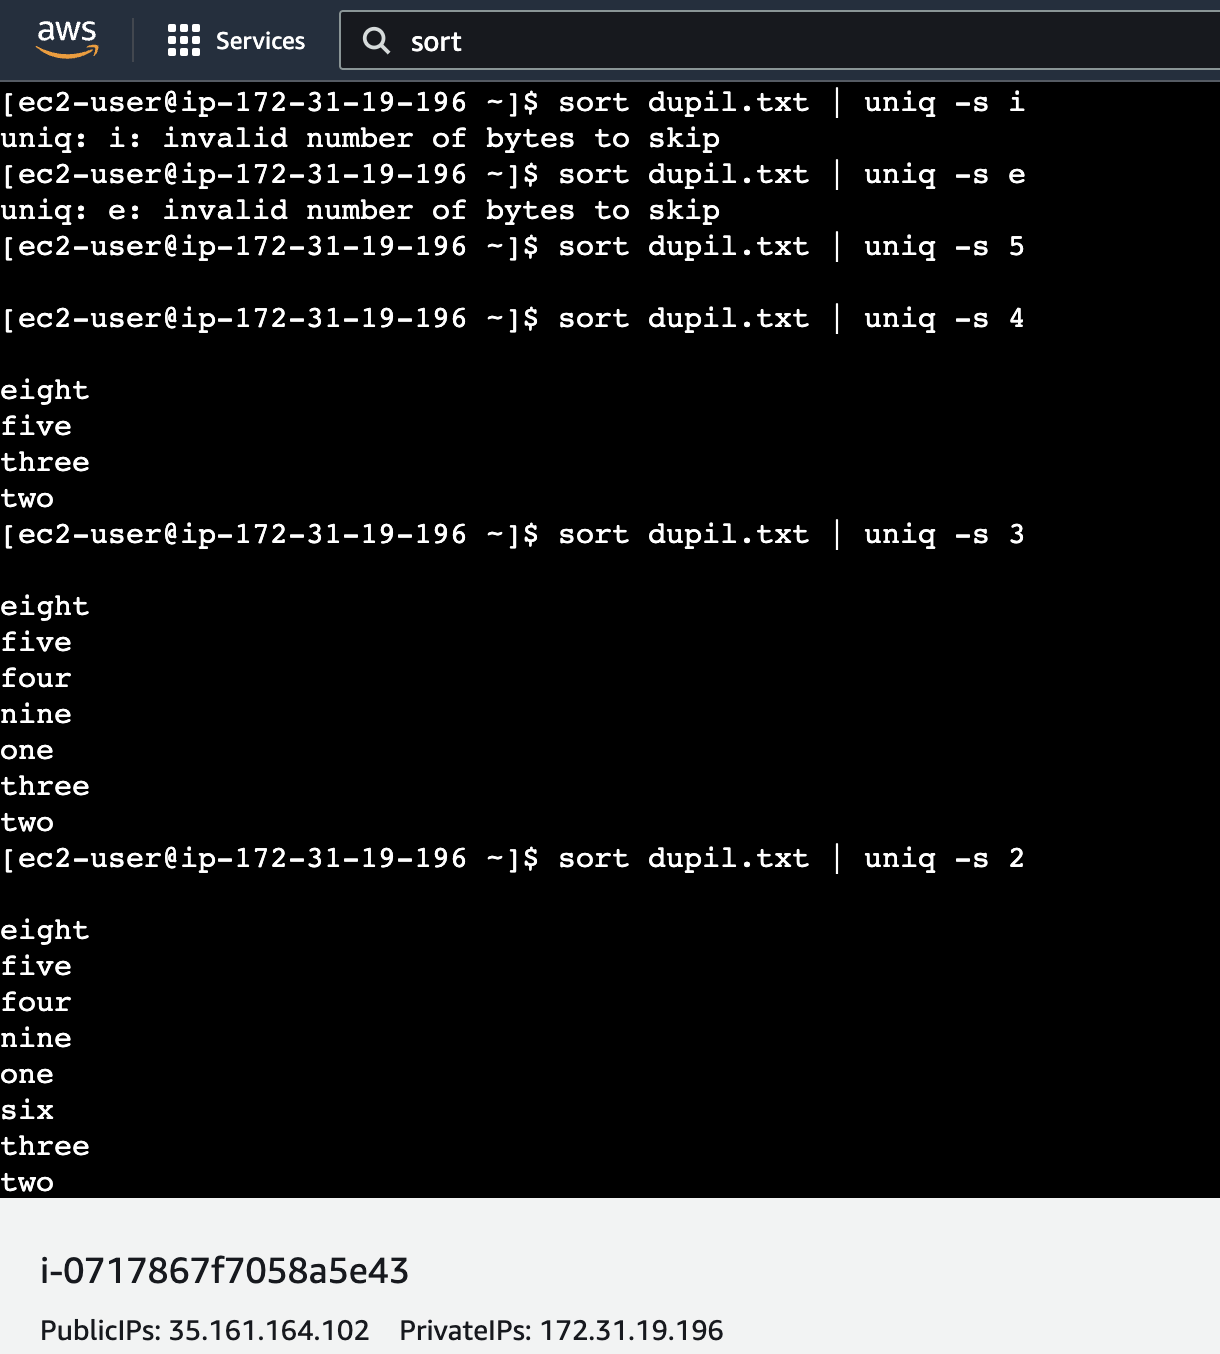 aws Services sort
[ec2-user@ip-172-31-19-196 ~]$ sort dupil.txt | uniq -s i
uniq: i: invalid number of bytes to skip
[ec2-user@ip-172-31-19-196 ~]$ sort dupil.txt | uniq -s e
uniq: e: invalid number of bytes to skip
[ec2-user@ip-172-31-19-196 ~]$ sort dupil.txt | uniq -s 5
[ec2-user@ip-172-31-19-196 ~]$ sort dupil.txt | uniq -s 4
eight
five
three
two
[ec2-user@ip-172-31-19-196 ~]$ sort dupil.txt | uniq -s 3
eight
five
four
nine
one
three
two
[ec2-user@ip-172-31-19-196 ~]$ sort dupil.txt | uniq -s 2
eight
five
four
nine
one
six
three
two
i-0717867f7058a5e43
PublicIPs: 35.161.164.102 PrivateIPs: 172.31.19.196